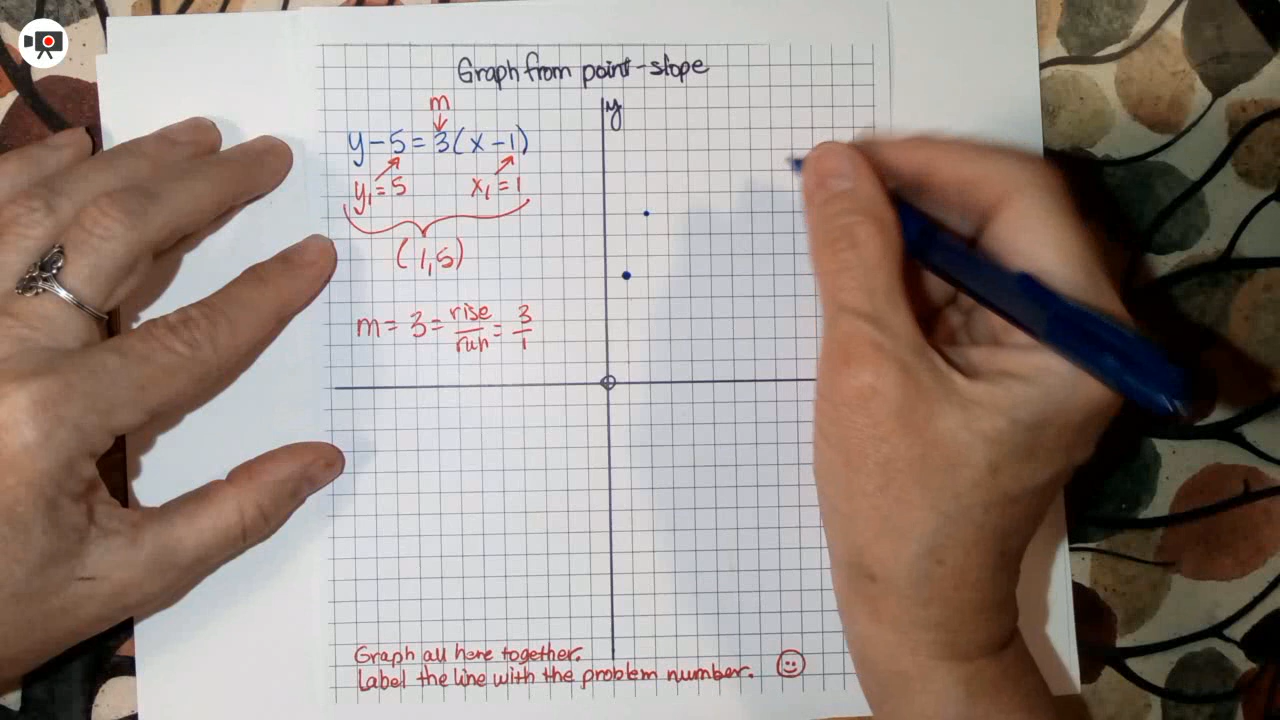 Graph from point-slope
y
m
y-5=3(x-1)
y₁=5 x₁=1
(1,5)
m=3=rise/run=3/1
Graph all here together.
Label the line with the problem number.